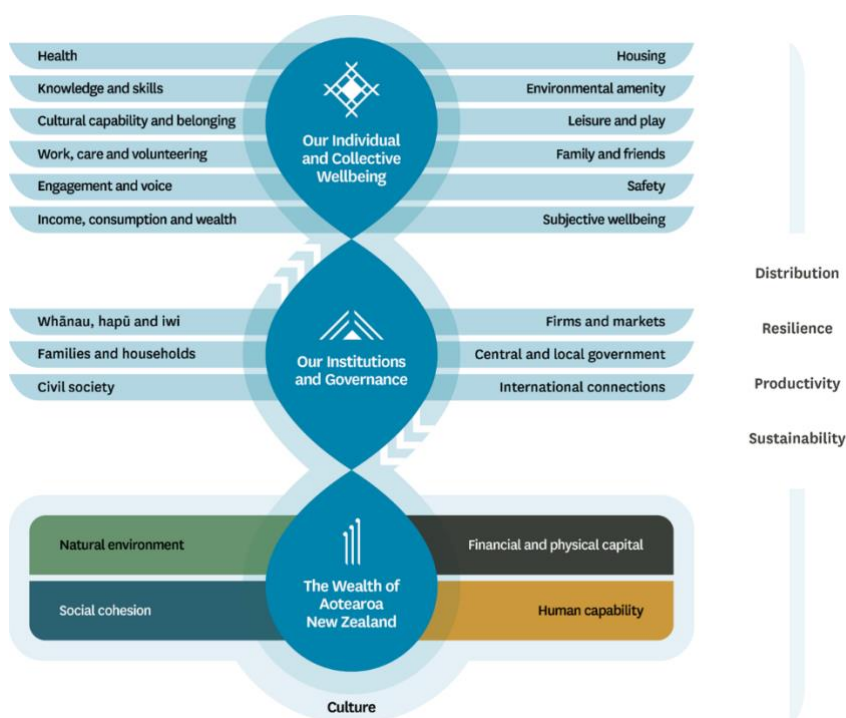 Health
Housing
Knowledge and skills
Environmental amenity
Cultural capability and belonging
Leisure and play
Work, care and volunteering
Family and friends
Engagement and voice
Safety
Income, consumption and wealth
Subjective wellbeing
Our Individual
and Collective
Wellbeing
Whānau, hapū and iwi
Firms and markets
Families and households
Central and local government
Civil society
International connections
Our Institutions
and Governance
Natural environment
Financial and physical capital
Social cohesion
Human capability
The Wealth of
Aotearoa
New Zealand
Culture
Distribution
Resilience
Productivity
Sustainability